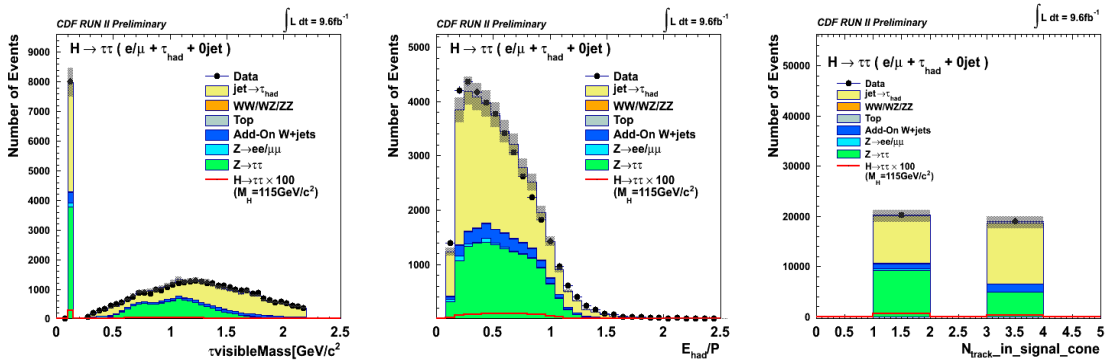 CDF RUN II Preliminary
∫ L dt = 9.6fb⁻¹
Number of Events
9000
8000
7000
6000
5000
4000
3000
2000
1000
0
H→ττ ( e/μ + τhad + 0jet )
Data
jet→τhad
WW/WZ/ZZ
Top
Add-On W+jets
Z→ee/μμ
Z→ττ
H→ττ × 100
(MH=115GeV/c²)
0 0.5 1 1.5 2 2.5
τvisibleMass[GeV/c²
CDF RUN II Preliminary
∫ L dt = 9.6fb⁻¹
Number of Events
5000
4000
3000
2000
1000
0
H→ττ ( e/μ + τhad + 0jet )
Data
jet→τhad
WW/WZ/ZZ
Top
Add-On W+jets
Z→ee/μμ
Z→ττ
H→ττ × 100
(MH=115GeV/c²)
0 0.5 1 1.5 2 2.5
Ehad/P
CDF RUN II Preliminary
∫ L dt = 9.6fb⁻¹
Number of Events
50000
40000
30000
20000
10000
0
H→ττ ( e/μ + τhad + 0jet )
Data
jet→τhad
WW/WZ/ZZ
Top
Add-On W+jets
Z→ee/μμ
Z→ττ
H→ττ × 100
(MH=115GeV/c²)
0 0.5 1 1.5 2 2.5 3 3.5 4 4.5 5
Ntrack_in_signal_cone